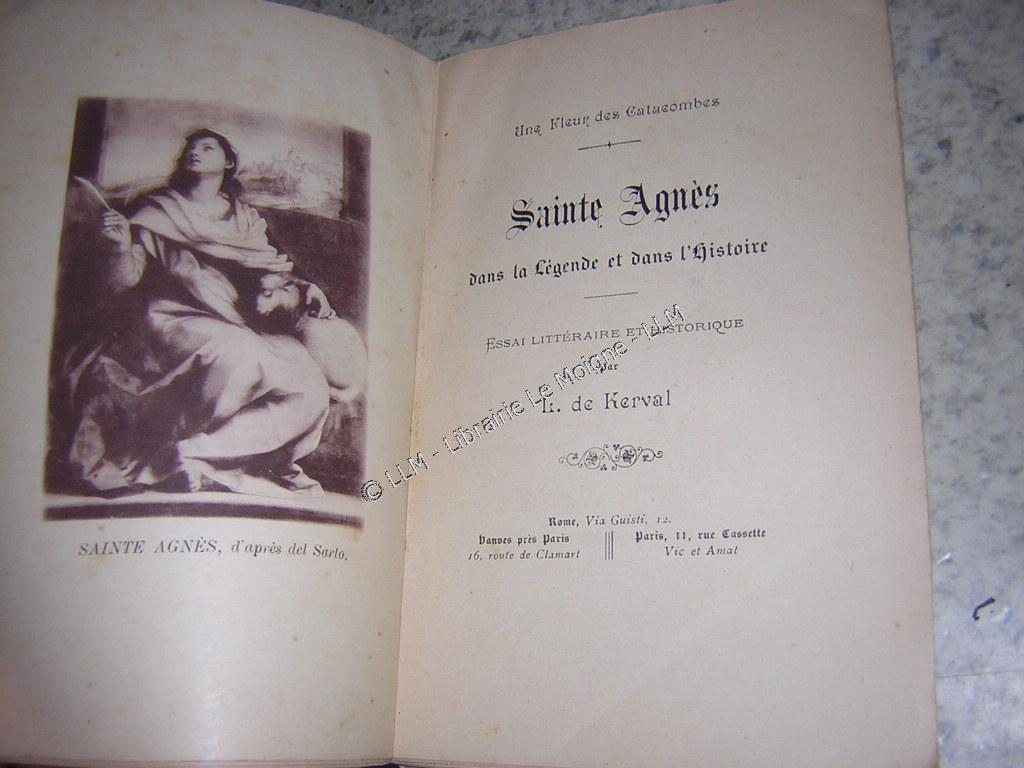 SAINTE AGNÈS, d'après del Sarlo.
Une Fleur des Catacombes
Sainte Agnès
dans la Légende et dans l'Histoire
ESSAI LITTÉRAIRE ET HISTORIQUE
par
L. de Kerval
Rome, Via Guisti, 12.
Vanves près Paris
16, route de Clamart
Paris, 11, rue Cassette
Vic et Amat
© LLM - Librairie Le Moigne - LLM